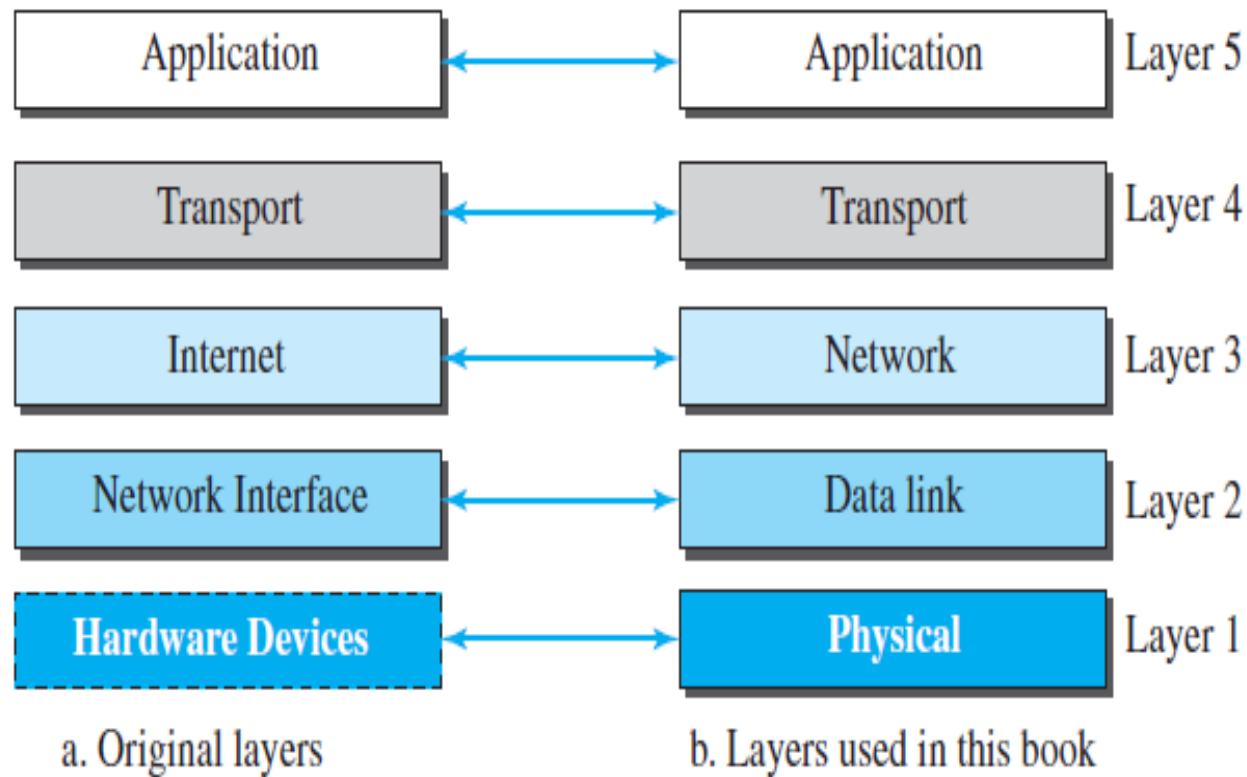 Application Application Layer 5
Transport Transport Layer 4
Internet Network Layer 3
Network Interface Data link Layer 2
Hardware Devices Physical Layer 1
a. Original layers b. Layers used in this book